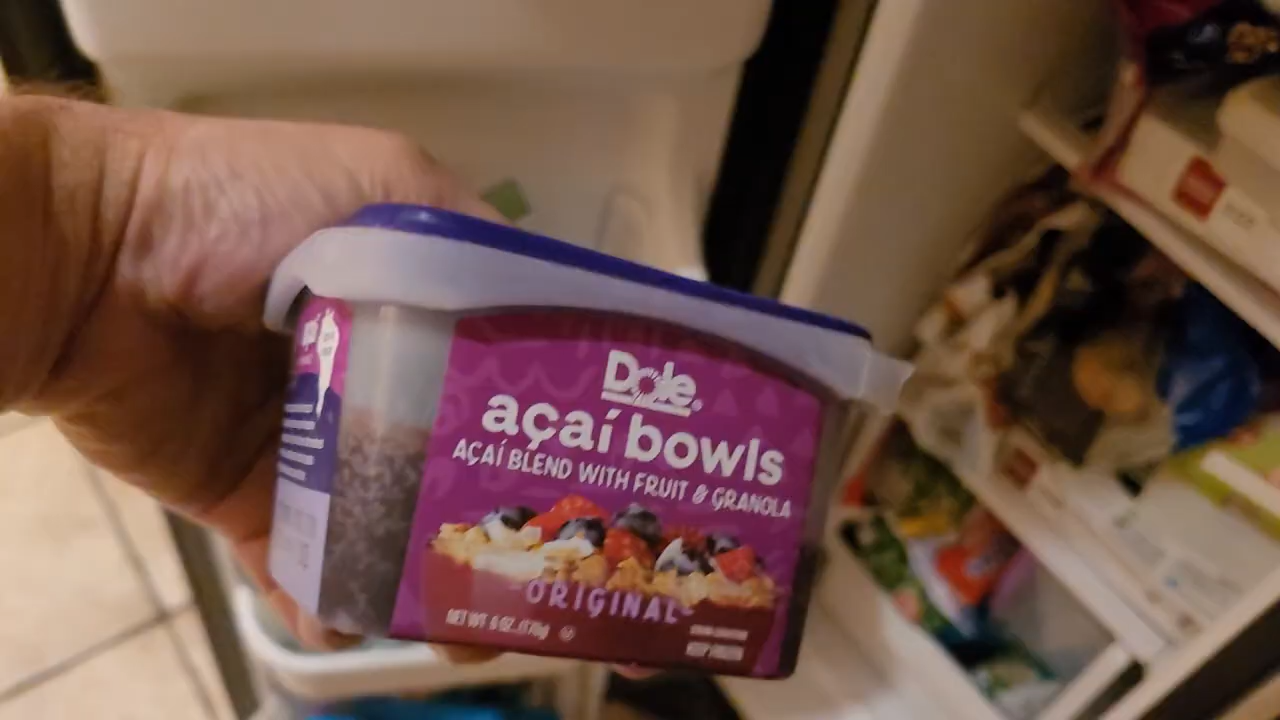 Dole
açaí bowls
AÇAÍ BLEND WITH FRUIT & GRANOLA
ORIGINAL
NET WT. 6 OZ. (170g)
KEEP FROZEN